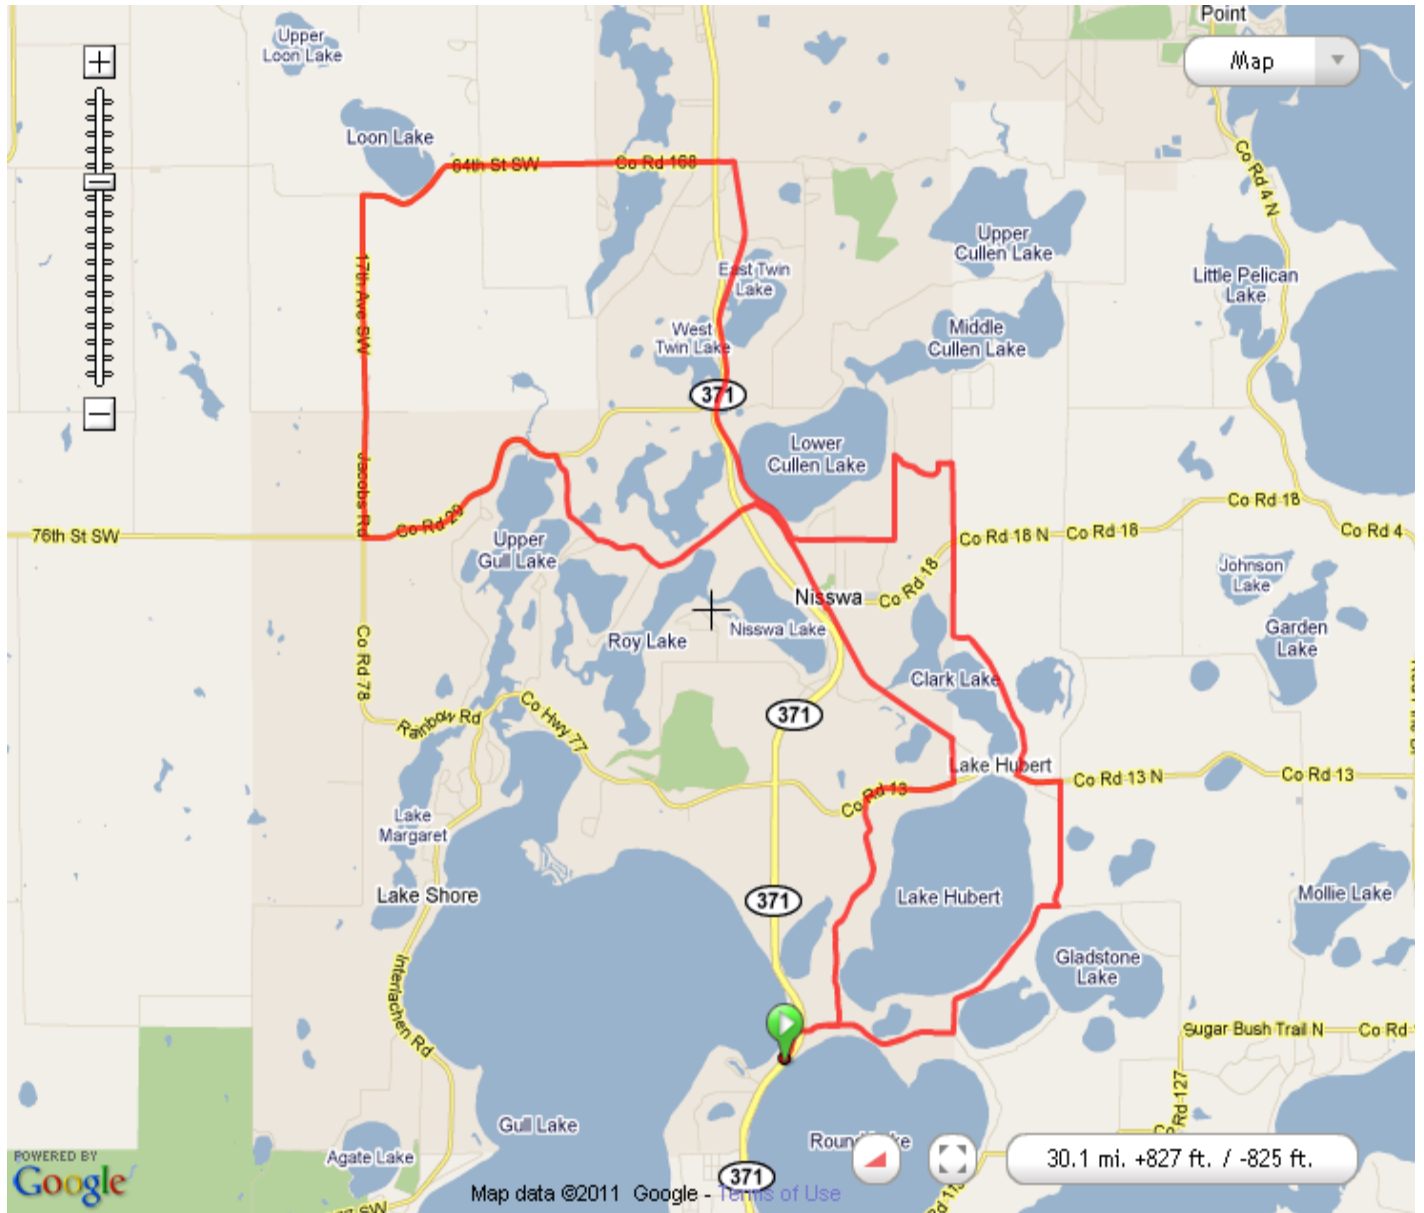 Point
Upper
Loon Lake
Map
Loon Lake
64th St SW
Co Rd 168
Co Rd 4 N
Upper
Cullen Lake
17th Ave SW
East Twin
Lake
Little Pelican
Lake
West
Twin Lake
Middle
Cullen Lake
371
Lower
Cullen Lake
Jacobs Rd
Co Rd 29
Co Rd 18
76th St SW
Co Rd 18 N
Co Rd 18
Co Rd 4
Upper
Gull Lake
Co Rd 18
Johnson
Lake
Nisswa
Nisswa Lake
Roy Lake
Garden
Lake
Co Rd 78
Clark Lake
Rainbow Rd
Co Hwy 77
371
Lake Hubert
Co Rd 13 N
Co Rd 13
Co Rd 13
Lake
Margaret
Lake Shore
371
Lake Hubert
Mollie Lake
Gladstone
Lake
Interlachen Rd
Sugar Bush Trail N
Co Rd
Co Rd 127
Gull Lake
Agate Lake
30.1 mi. +827 ft. / -825 ft.
371
POWERED BY
Google
Map data ©2011 Google - Terms of Use